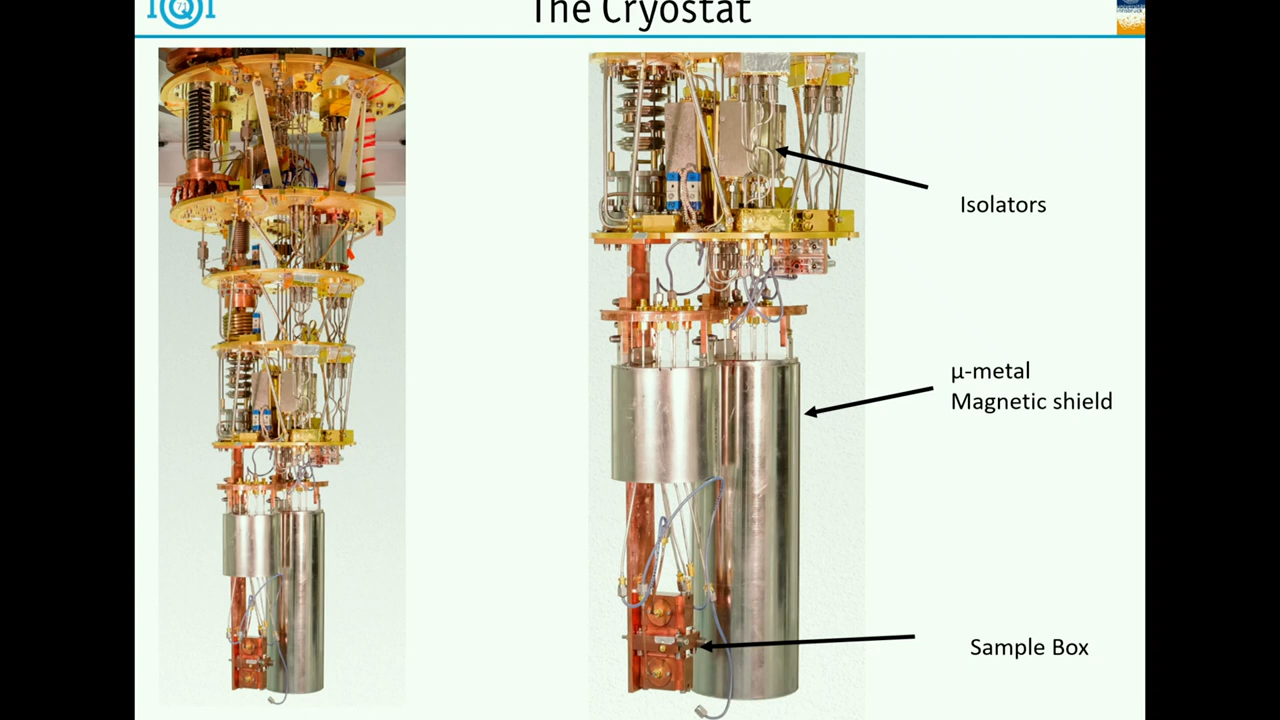 The Cryostat
Isolators
µ-metal
Magnetic shield
Sample Box